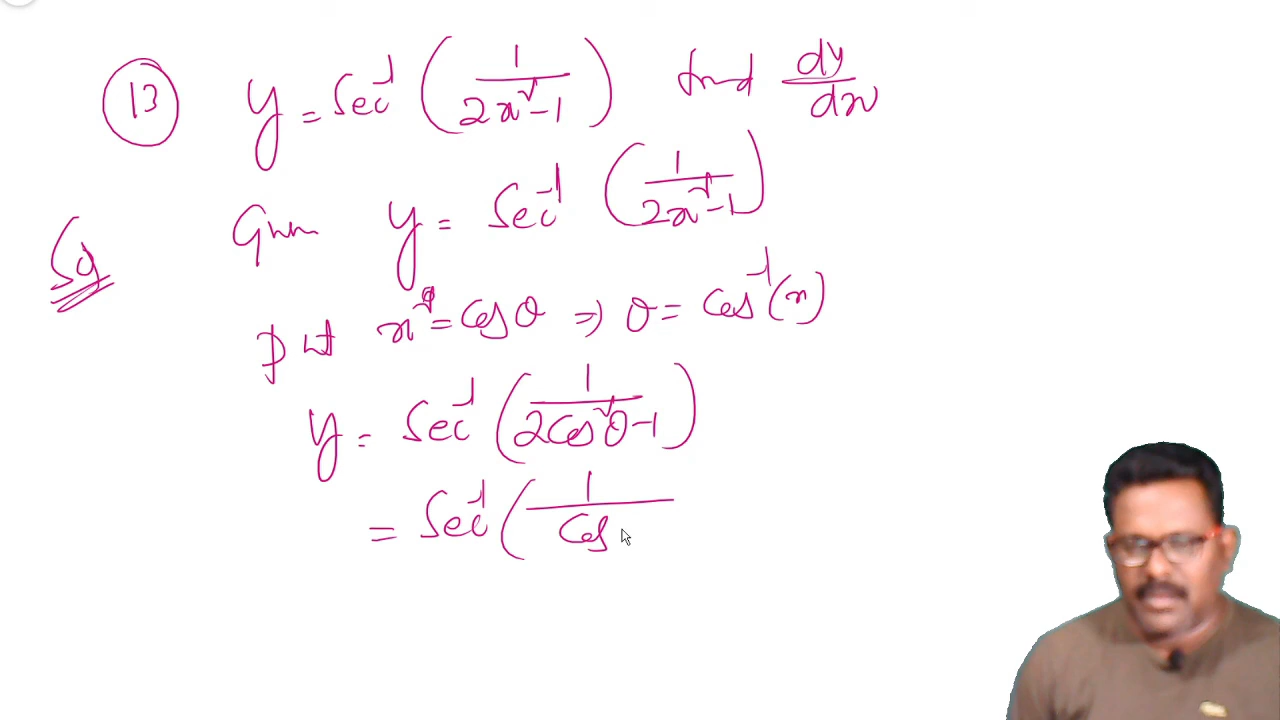 13 y = Sec⁻¹ (1/(2x²-1)) find dy/dx
Sol Given y = Sec⁻¹ (1/(2x²-1))
put x = cosθ ⇒ θ = cos⁻¹(x)
y = Sec⁻¹ (1/(2cos²θ-1))
= Sec⁻¹ (1/cos